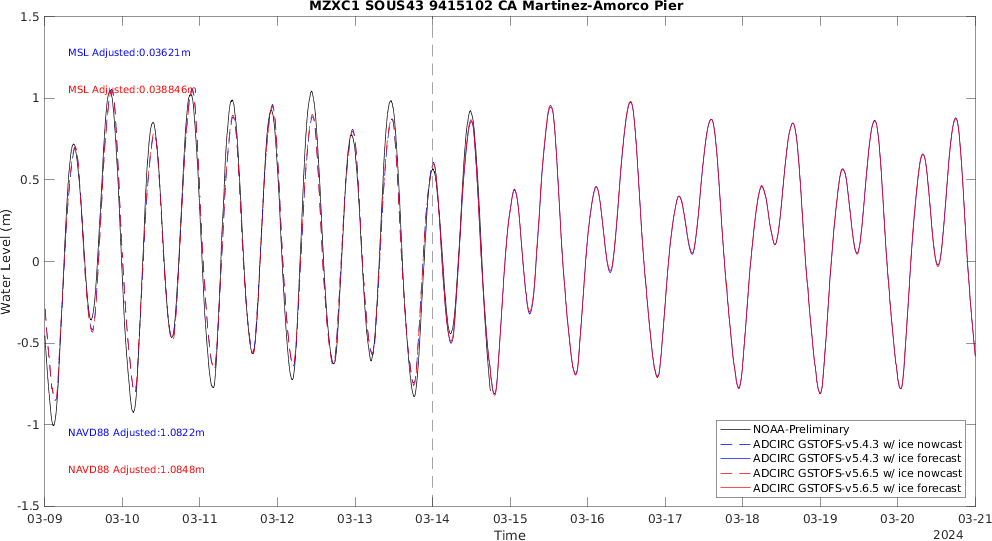 MZXC1 SOUS43 9415102 CA Martinez-Amorco Pier
1.5
1
0.5
0
-0.5
-1
-1.5
Water Level (m)
MSL Adjusted:0.03621m
MSL Adjusted:0.038846m
NAVD88 Adjusted:1.0822m
NAVD88 Adjusted:1.0848m
NOAA-Preliminary
ADCIRC GSTOFS-v5.4.3 w/ ice nowcast
ADCIRC GSTOFS-v5.4.3 w/ ice forecast
ADCIRC GSTOFS-v5.6.5 w/ ice nowcast
ADCIRC GSTOFS-v5.6.5 w/ ice forecast
03-09 03-10 03-11 03-12 03-13 03-14 03-15 03-16 03-17 03-18 03-19 03-20 03-21
Time
2024